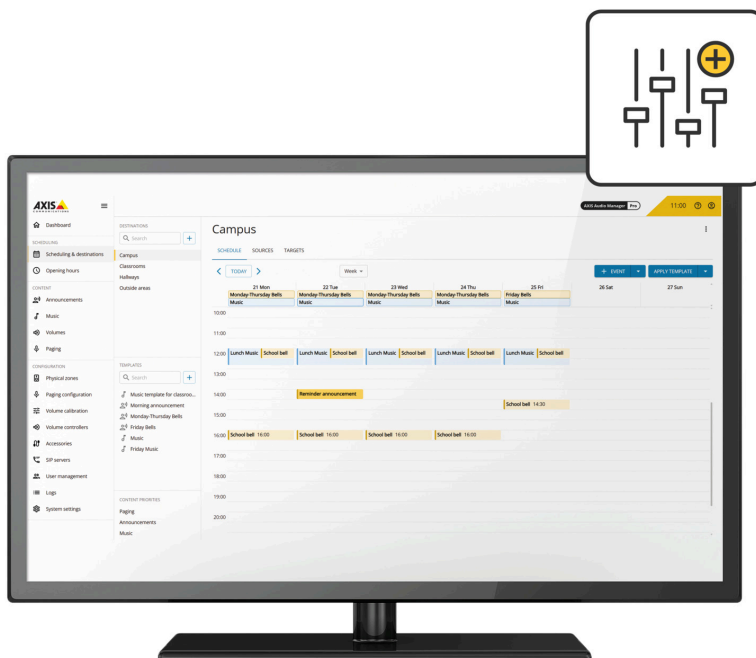 AXIS
COMMUNICATIONS
AXIS Audio Manager Pro
11:00
Dashboard
SCHEDULING
Scheduling & destinations
Opening hours
CONTENT
Announcements
Music
Volumes
Paging
CONFIGURATION
Physical zones
Paging configuration
Volume calibration
Volume controllers
Accessories
SIP servers
User management
Logs
System settings
DESTINATIONS
Search
+
Campus
Classrooms
Hallways
Outside areas
TEMPLATES
Search
+
Music template for classroo...
Morning announcement
Monday-Thursday Bells
Friday Bells
Music
Friday Music
CONTENT PRIORITIES
Paging
Announcements
Music
Campus
SCHEDULE SOURCES TARGETS
TODAY Week + EVENT APPLY TEMPLATE
21 Mon 22 Tue 23 Wed 24 Thu 25 Fri 26 Sat 27 Sun
Monday-Thursday Bells Monday-Thursday Bells Monday-Thursday Bells Monday-Thursday Bells Friday Bells
Music Music Music Music Music
10:00
11:00
12:00 Lunch Music School bell Lunch Music School bell Lunch Music School bell Lunch Music School bell Lunch Music School bell
13:00
14:00 Reminder announcement
School bell 14:30
15:00
16:00 School bell 16:00 School bell 16:00 School bell 16:00 School bell 16:00
17:00
18:00
19:00
20:00